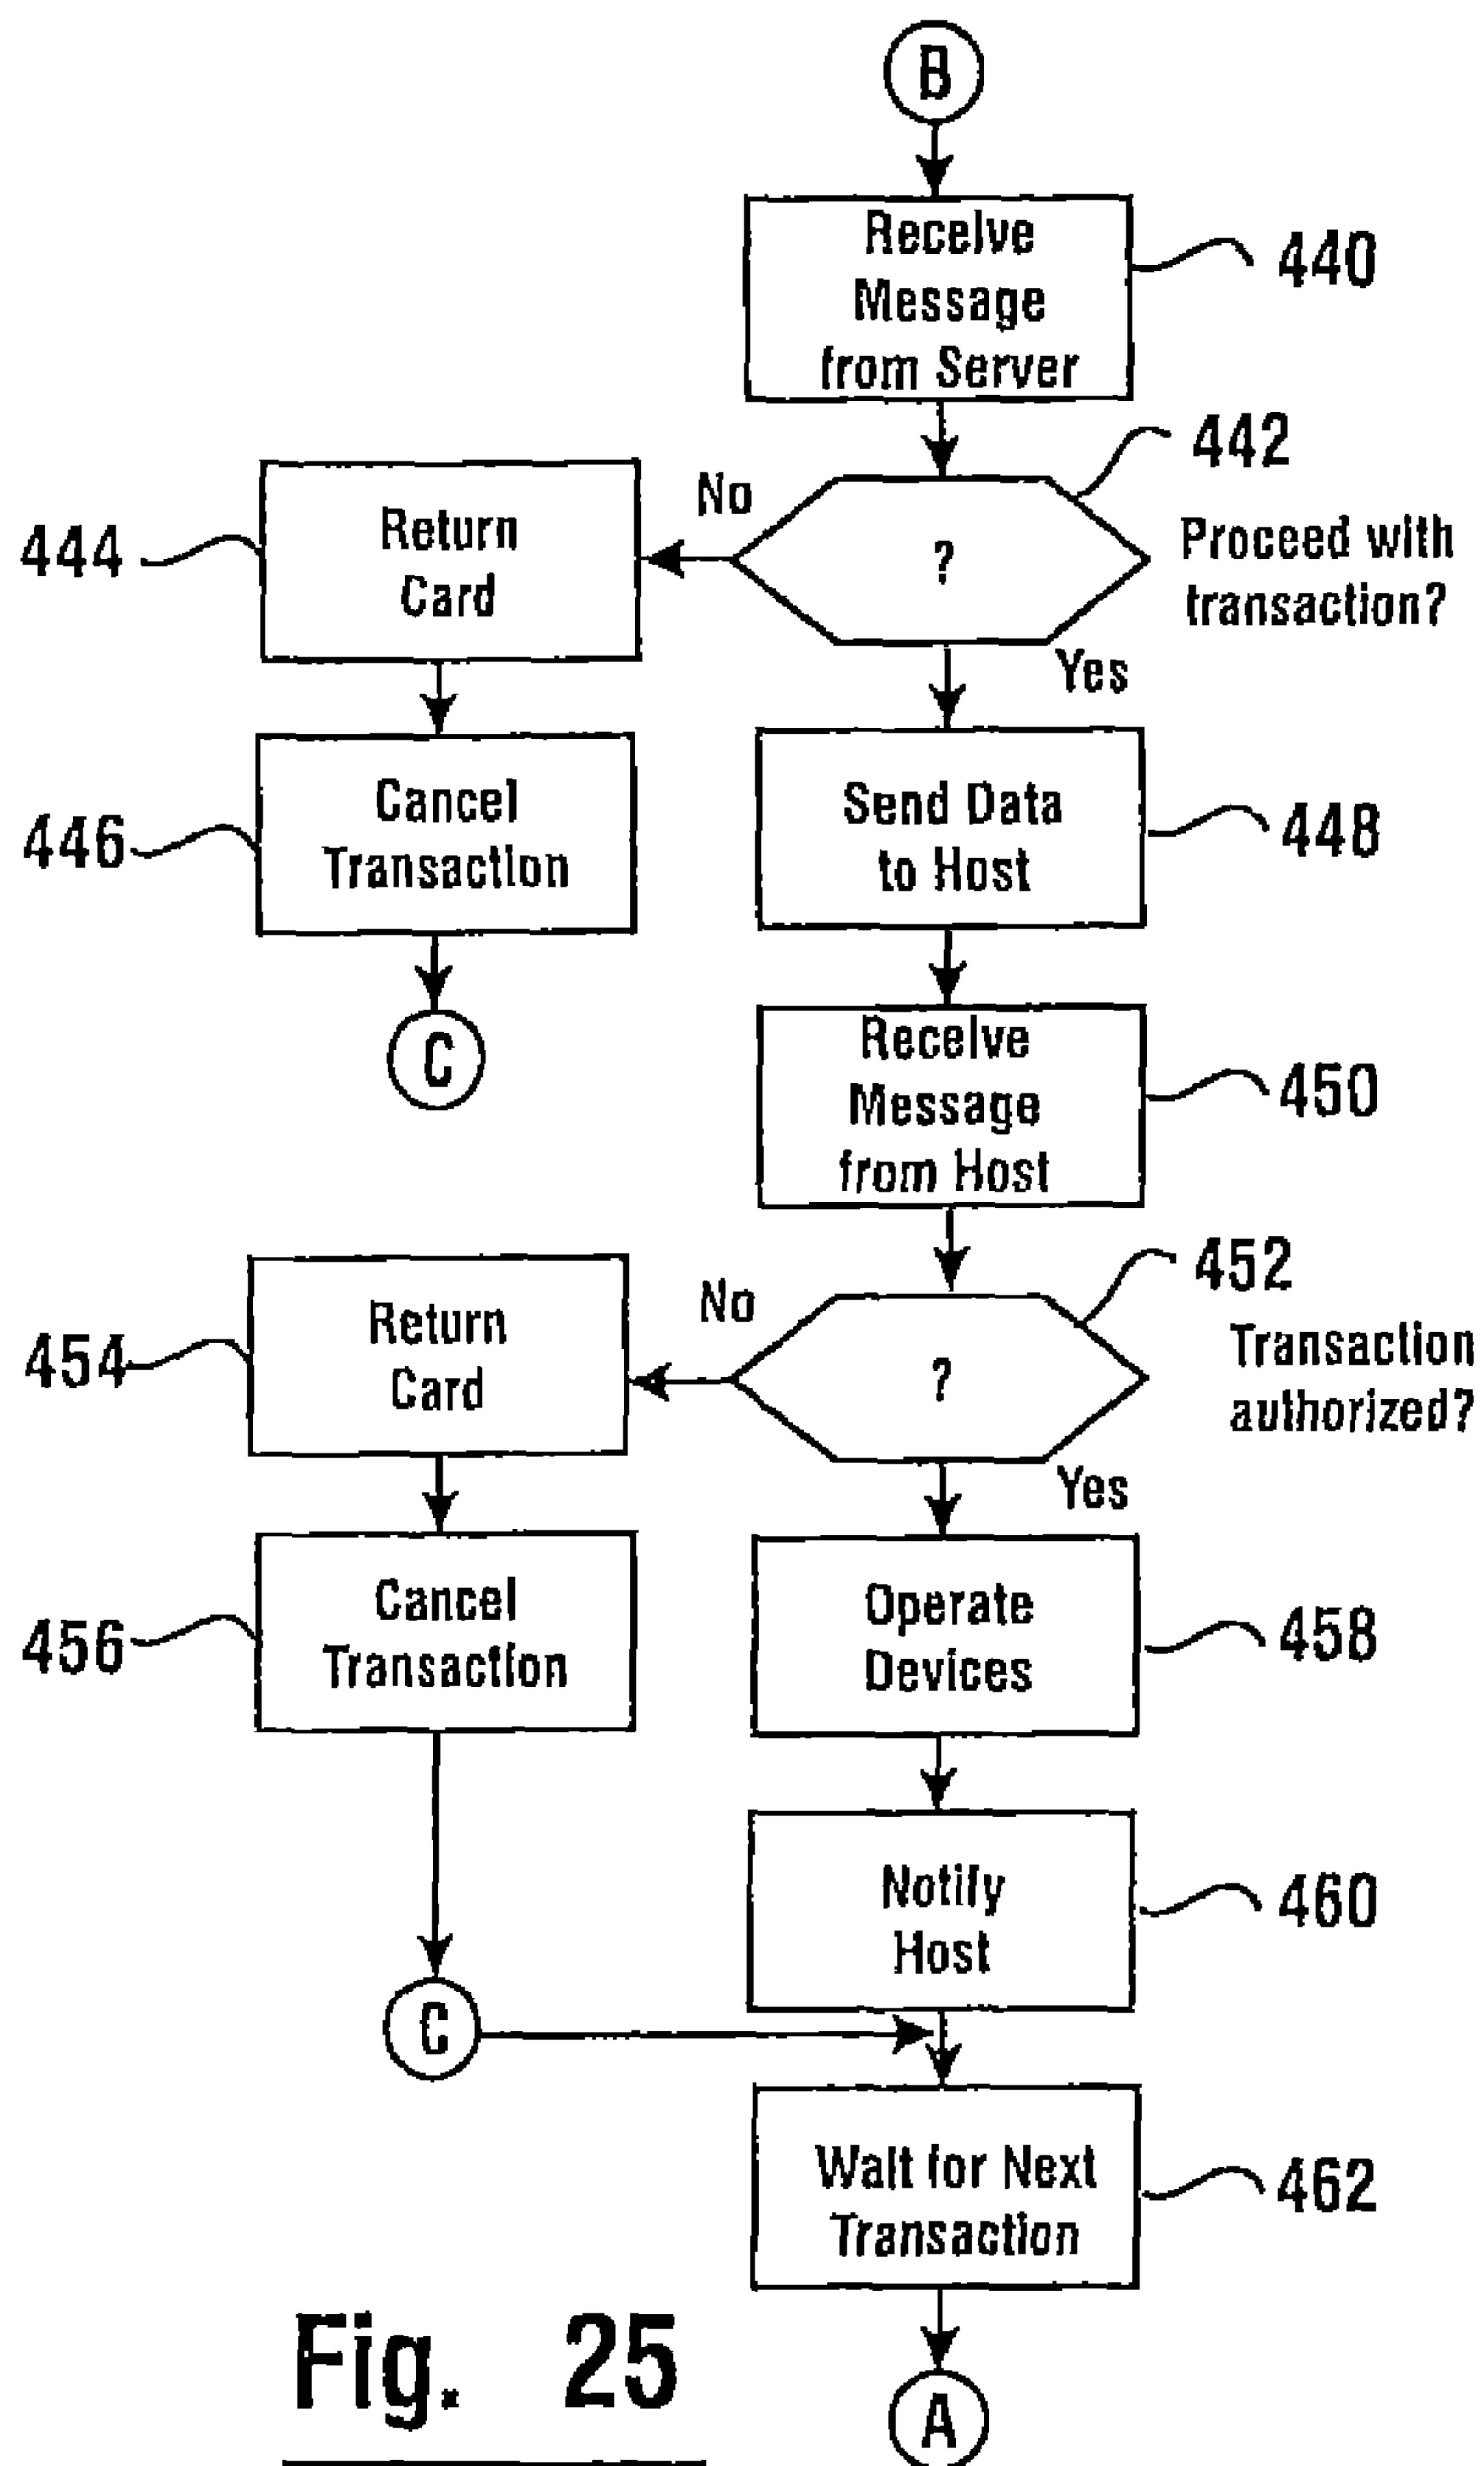 B
Receive
Message
from Server
440
442
No
?
Proceed with
transaction?
444
Return
Card
Yes
446
Cancel
Transaction
Send Data
to Host
448
C
Receive
Message
from Host
450
452
No
?
Transaction
authorized?
454
Return
Card
Yes
456
Cancel
Transaction
Operate
Devices
458
Notify
Host
460
C
Wait for Next
Transaction
462
A
Fig. 25